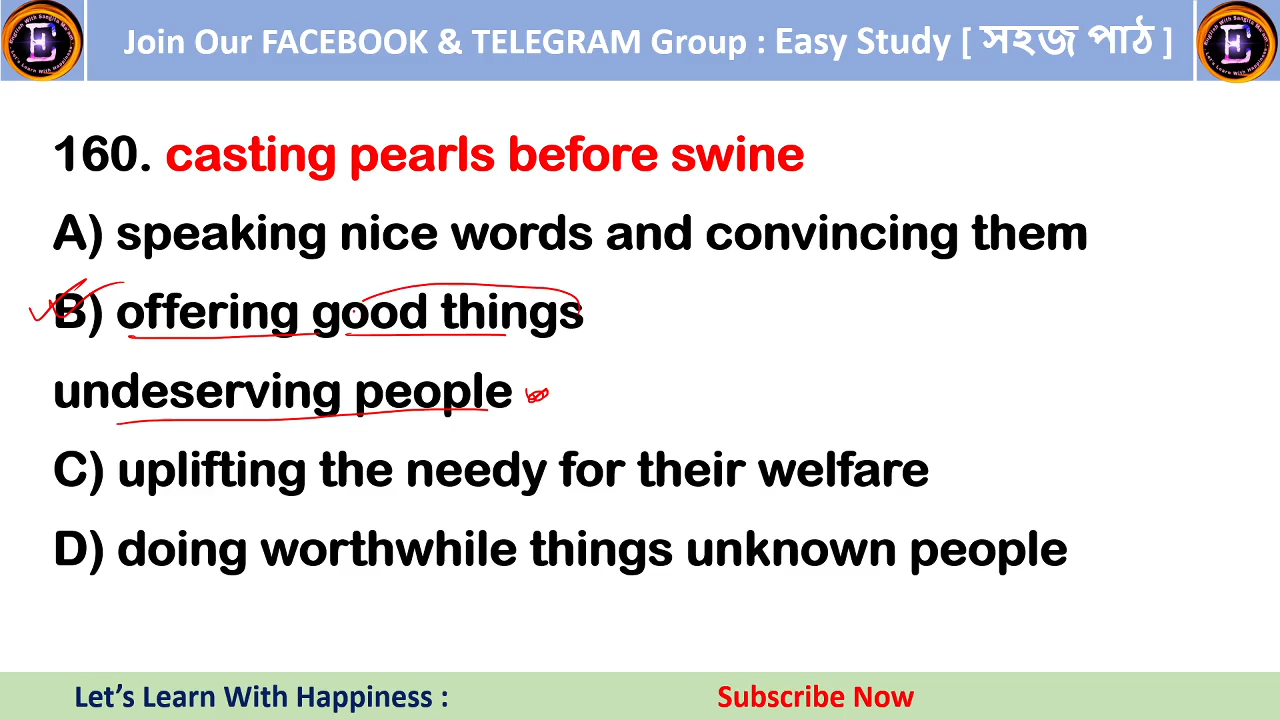 Join Our FACEBOOK & TELEGRAM Group : Easy Study [ সহজ পাঠ ]
160. casting pearls before swine
A) speaking nice words and convincing them
B) offering good things
undeserving people
C) uplifting the needy for their welfare
D) doing worthwhile things unknown people
Let's Learn With Happiness :
Subscribe Now